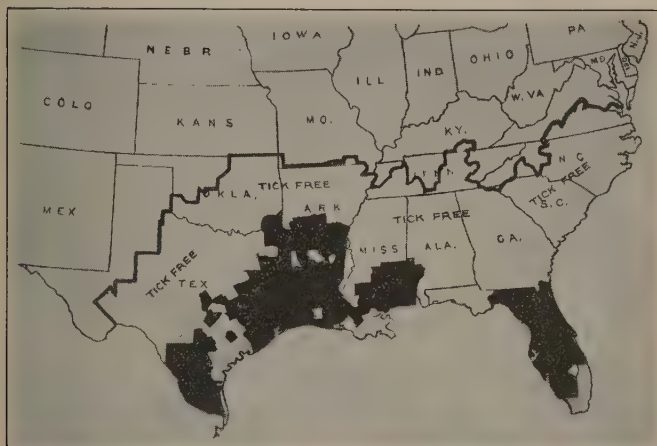 PA
N.J.
IOWA
NEBR
OHIO
MD
DEL
IND
ILL
W.VA
COLO
KANS
MO.
KY.
N C
TICK FREE
OKLA.
TICK FREE
ARK
S.C.
MEX
TICK FREE
MISS
ALA.
GA.
TICK FREE
TEX